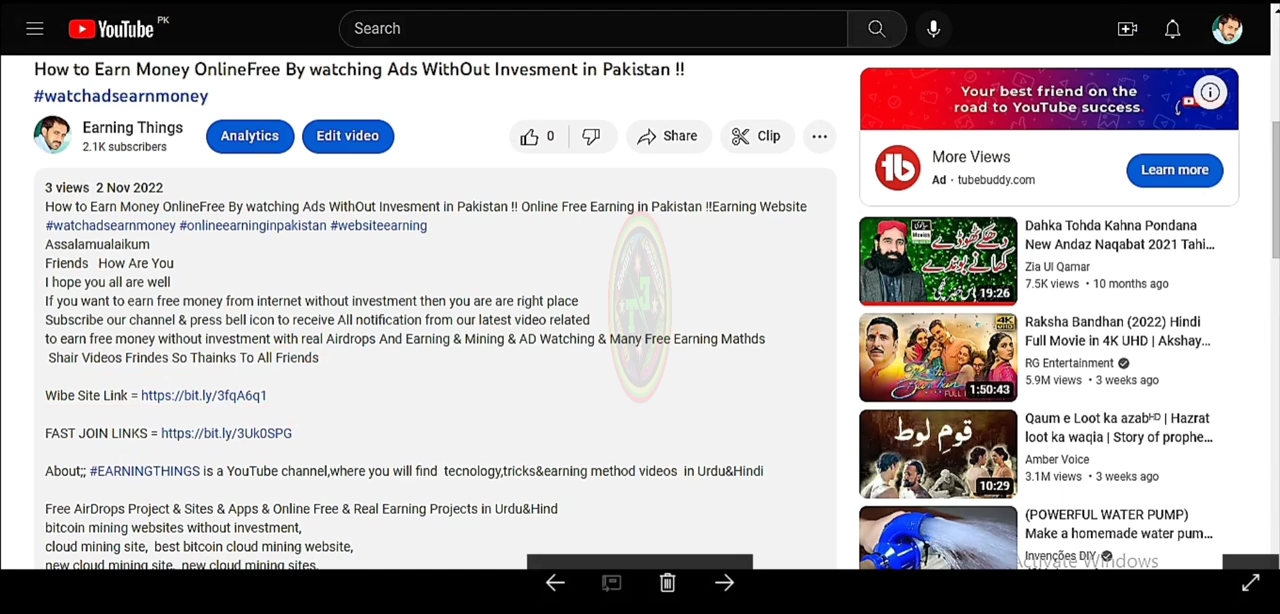 YouTube PK
Search
How to Earn Money OnlineFree By watching Ads WithOut Invesment in Pakistan !!
#watchadsearnmoney
Earning Things
2.1K subscribers
Analytics
Edit video
0
Share
Clip
3 views 2 Nov 2022
How to Earn Money OnlineFree By watching Ads WithOut Invesment in Pakistan !! Online Free Earning in Pakistan !!Earning Website
#watchadsearnmoney #onlineearninginpakistan #websiteearning
Assalamualaikum
Friends How Are You
I hope you all are well
If you want to earn free money from internet without investment then you are are right place
Subscribe our channel & press bell icon to receive All notification from our latest video related
to earn free money without investment with real Airdrops And Earning & Mining & AD Watching & Many Free Earning Mathds
Shair Videos Frindes So Thainks To All Friends
Wibe Site Link = https://bit.ly/3fqA6q1
FAST JOIN LINKS = https://bit.ly/3Uk0SPG
About;; #EARNINGTHINGS is a YouTube channel,where you will find tecnology,tricks&earning method videos in Urdu&Hindi
Free AirDrops Project & Sites & Apps & Online Free & Real Earning Projects in Urdu&Hind
bitcoin mining websites without investment,
cloud mining site, best bitcoin cloud mining website,
new cloud mining site, new cloud mining sites,
Your best friend on the
road to YouTube success.
More Views
Ad · tubebuddy.com
Learn more
19:26
Dahka Tohda Kahna Pondana
New Andaz Naqabat 2021 Tahi...
Zia Ul Qamar
7.5K views • 10 months ago
4K
1:50:43
Raksha Bandhan (2022) Hindi
Full Movie in 4K UHD | Akshay...
RG Entertainment
5.9M views • 3 weeks ago
قومِ لوط
10:29
Qaum e Loot ka azabᴴᴰ | Hazrat
loot ka waqia | Story of prophe...
Amber Voice
3.1M views • 3 weeks ago
(POWERFUL WATER PUMP)
Make a homemade water pum...
Invenções DIY
Activate Windows